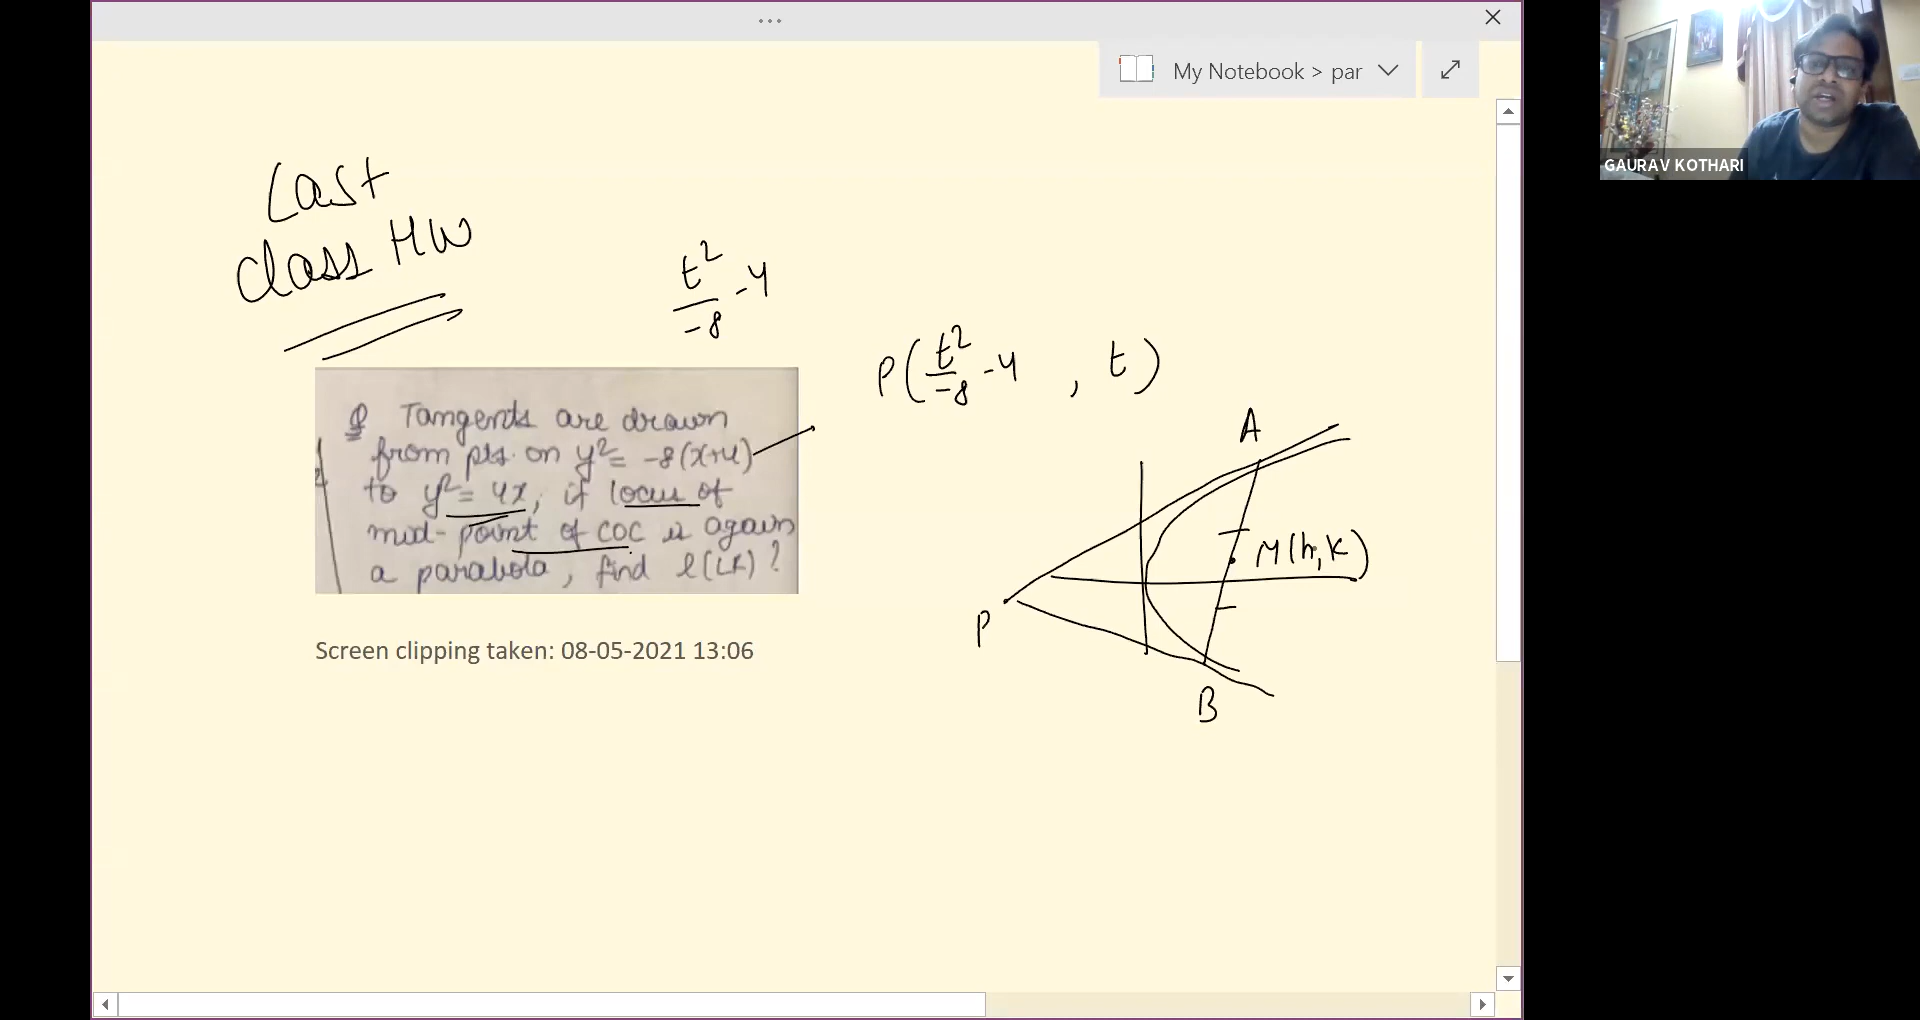 My Notebook > par
GAURAV KOTHARI
Last
class HW
t²/-8 -4
P(t²/-8 -4 , t)
Q Tangents are drawn
from pts. on y²= -8(x+4)
to y²= 4x, if locus of
mid-point of COC is again
a parabola, find l(LR)?
A
M(h,k)
P
B
Screen clipping taken: 08-05-2021 13:06